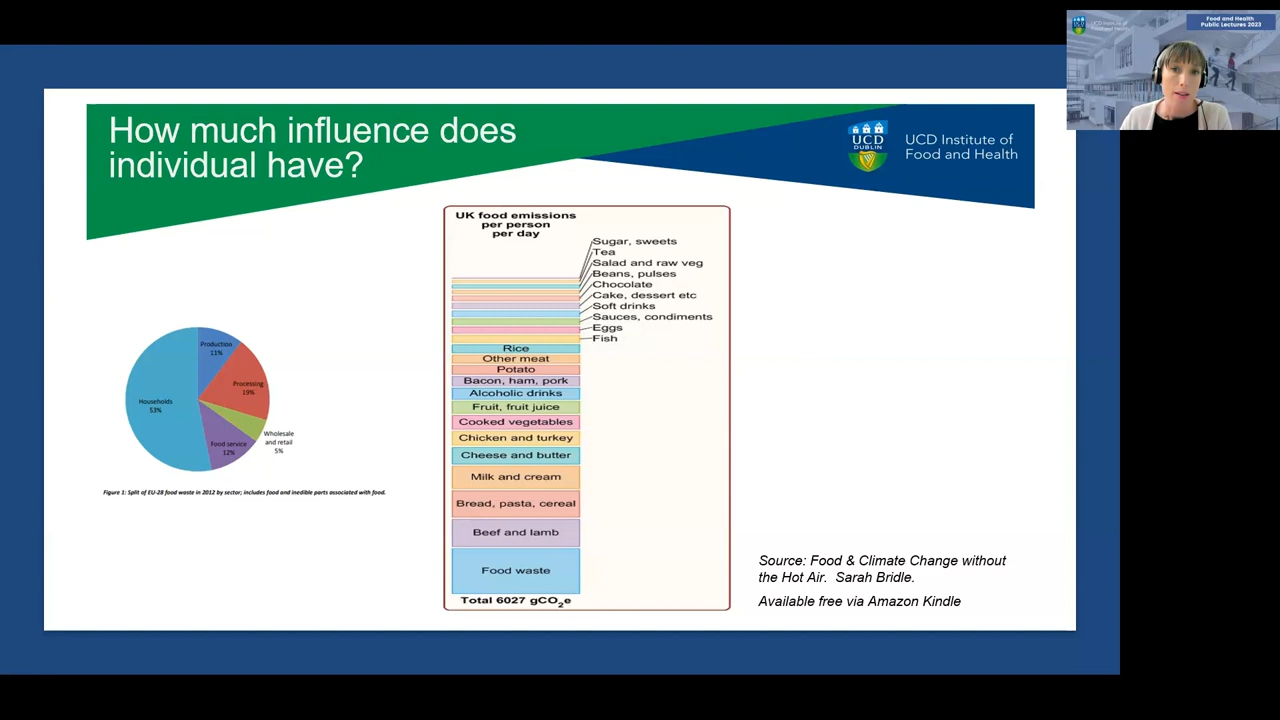 How much influence does
individual have?
UCD
DUBLIN
UCD Institute of
Food and Health
Food and Health
Public Lectures 2023
UCD Institute of
Food and Health
Production
11%
Processing
19%
Wholesale
and retail
5%
Food service
12%
Households
53%
Figure 1: Split of EU-28 food waste in 2012 by sector; includes food and inedible parts associated with food.
UK food emissions
per person
per day
Sugar, sweets
Tea
Salad and raw veg
Beans, pulses
Chocolate
Cake, dessert etc
Soft drinks
Sauces, condiments
Eggs
Fish
Rice
Other meat
Potato
Bacon, ham, pork
Alcoholic drinks
Fruit, fruit juice
Cooked vegetables
Chicken and turkey
Cheese and butter
Milk and cream
Bread, pasta, cereal
Beef and lamb
Food waste
Total 6027 gCO2e
Source: Food & Climate Change without
the Hot Air. Sarah Bridle.
Available free via Amazon Kindle